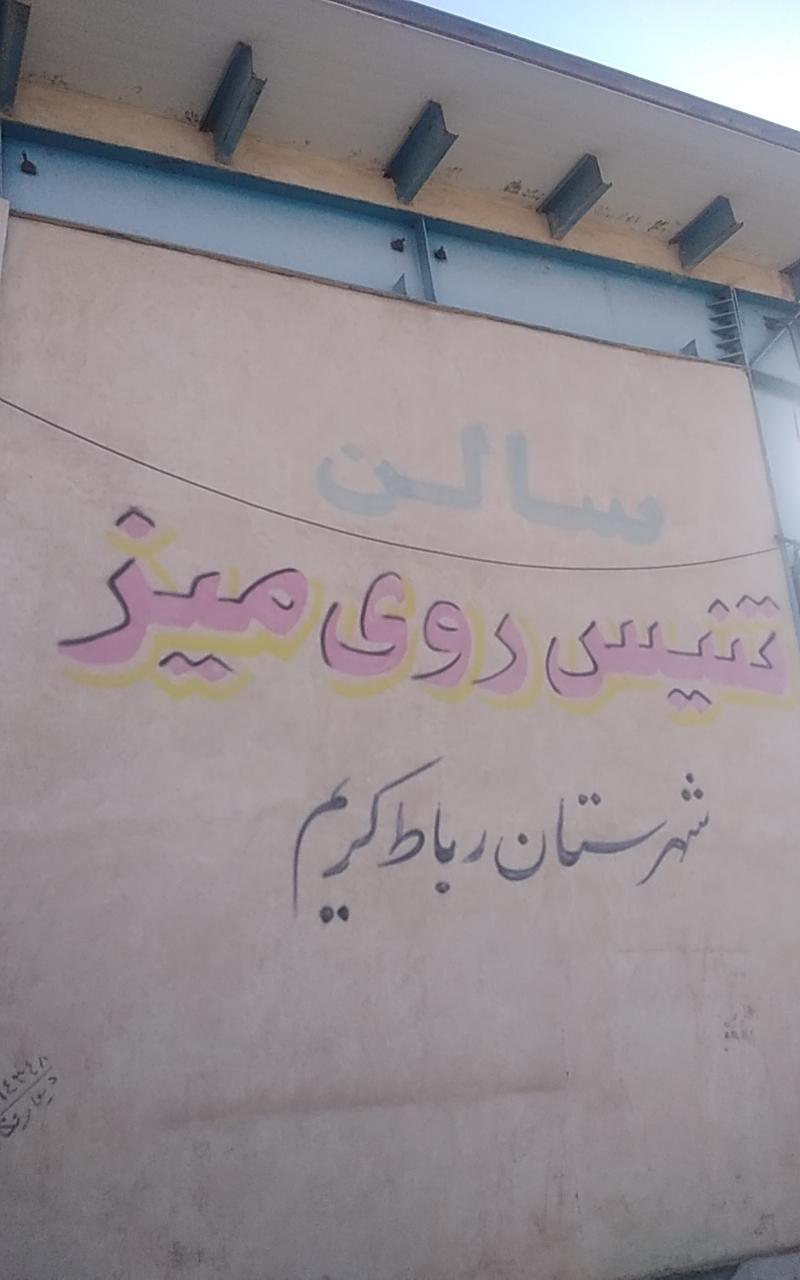 سالن
تنیس روی میز
شهرستان رباط کریم